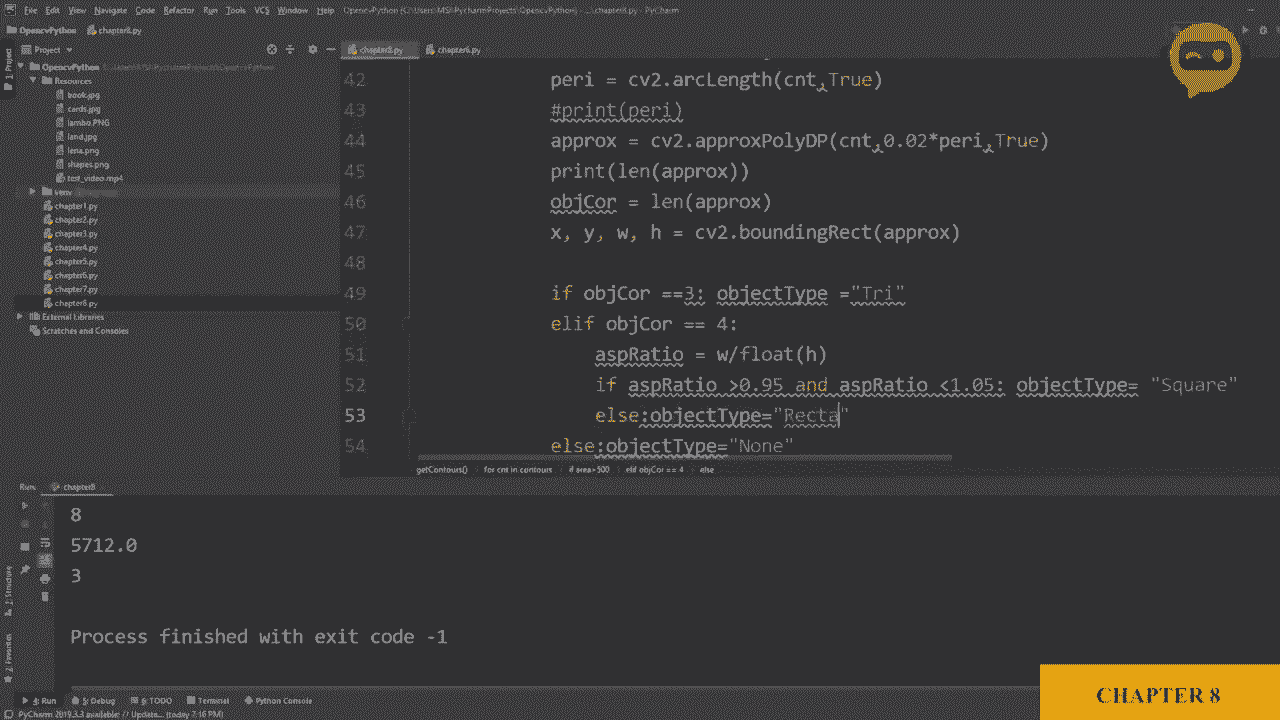 File Edit View Navigate Code Refactor Run Tools VCS Window Help OpencvPython [C:\Users\MSI\PycharmProjects\OpencvPython] - ...\chapter8.py - PyCharm
OpencvPython chapter8.py
Project
chapter8.py
chapter6.py
1: Project
OpencvPython
Resources
book.jpg
cards.jpg
lambo.PNG
land.jpg
lena.png
shapes.png
test_video.mp4
venv
chapter1.py
chapter2.py
chapter3.py
chapter4.py
chapter5.py
chapter6.py
chapter7.py
chapter8.py
External Libraries
Scratches and Consoles
42 peri = cv2.arcLength(cnt,True)
43 #print(peri)
44 approx = cv2.approxPolyDP(cnt,0.02*peri,True)
45 print(len(approx))
46 objCor = len(approx)
47 x, y, w, h = cv2.boundingRect(approx)
48
49 if objCor ==3: objectType ="Tri"
50 elif objCor == 4:
51 aspRatio = w/float(h)
52 if aspRatio >0.95 and aspRatio <1.05: objectType= "Square"
53 else:objectType="Recta"
54 else:objectType="None"
getContours() for cnt in contours if area>500 elif objCor == 4 else
Run: chapter8
8
5712.0
3
Process finished with exit code -1
7: Structure
2: Favorites
4: Run 5: Debug 6: TODO Terminal Python Console
PyCharm 2019.3.3 available: // Update... (today 7:16 PM)
CHAPTER 8